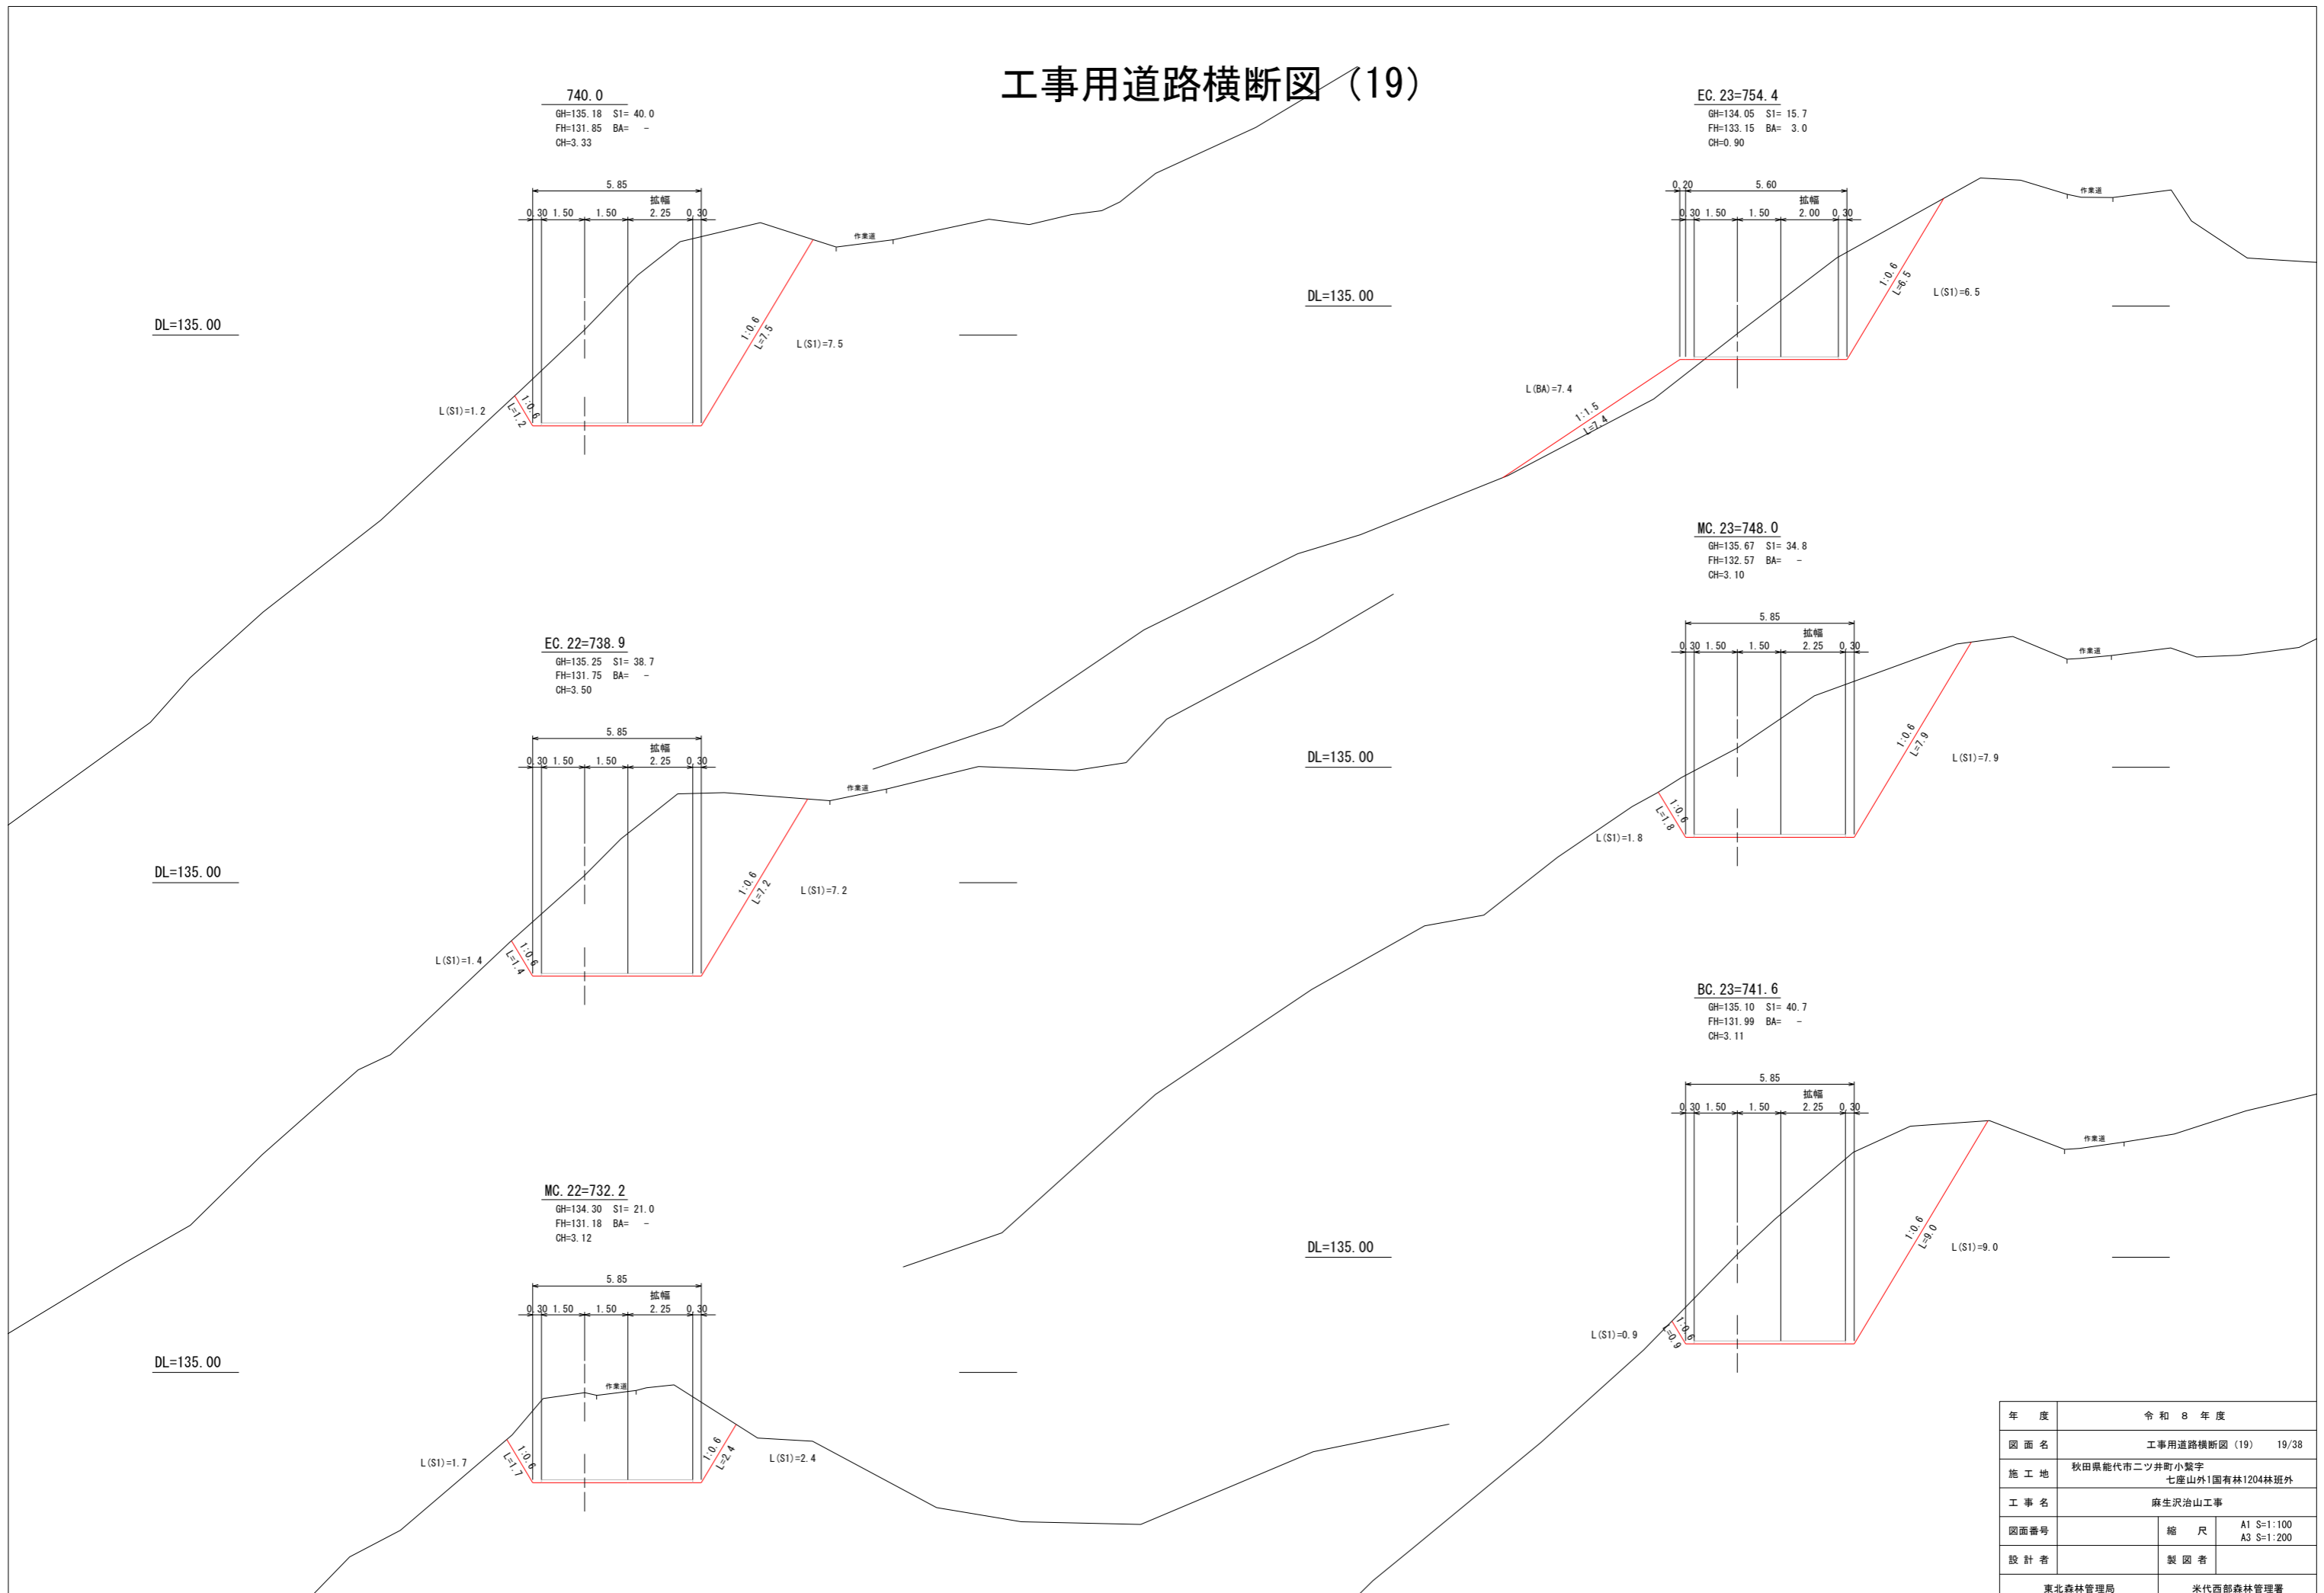 工事用道路横断図（19）
740.0
GH=135.18 S1= 40.0
FH=131.85 BA= -
CH=3.33
5.85
拡幅
0.30 1.50 1.50 2.25 0.30
作業道
DL=135.00
1:0.6
L=7.5
L(S1)=7.5
L(S1)=1.2
1:0.6
L=1.2
EC.22=738.9
GH=135.25 S1= 38.7
FH=131.75 BA= -
CH=3.50
5.85
拡幅
0.30 1.50 1.50 2.25 0.30
作業道
DL=135.00
1:0.6
L=7.2
L(S1)=7.2
L(S1)=1.4
1:0.6
L=1.4
MC.22=732.2
GH=134.30 S1= 21.0
FH=131.18 BA= -
CH=3.12
5.85
拡幅
0.30 1.50 1.50 2.25 0.30
DL=135.00
作業道
L(S1)=1.7
1:0.6
L=1.7
1:0.6
L=2.4
L(S1)=2.4
EC.23=754.4
GH=134.05 S1= 15.7
FH=133.15 BA= 3.0
CH=0.90
0.20 5.60
拡幅
0.30 1.50 1.50 2.00 0.30
作業道
DL=135.00
1:0.6
L=6.5
L(S1)=6.5
L(BA)=7.4
1:1.5
L=7.4
MC.23=748.0
GH=135.67 S1= 34.8
FH=132.57 BA= -
CH=3.10
5.85
拡幅
0.30 1.50 1.50 2.25 0.30
作業道
DL=135.00
1:0.6
L=7.9
L(S1)=7.9
L(S1)=1.8
1:0.6
L=1.8
BC.23=741.6
GH=135.10 S1= 40.7
FH=131.99 BA= -
CH=3.11
5.85
拡幅
0.30 1.50 1.50 2.25 0.30
作業道
DL=135.00
1:0.6
L=9.0
L(S1)=9.0
L(S1)=0.9
1:0.6
L=0.9
年 度 令和 8 年度
図面名 工事用道路横断図（19） 19/38
施工地 秋田県能代市二ツ井町小繋字
七座山外1国有林1204林班外
工事名 麻生沢治山工事
図面番号 縮 尺 A1 S=1:100
A3 S=1:200
設計者 製図者
東北森林管理局 米代西部森林管理署